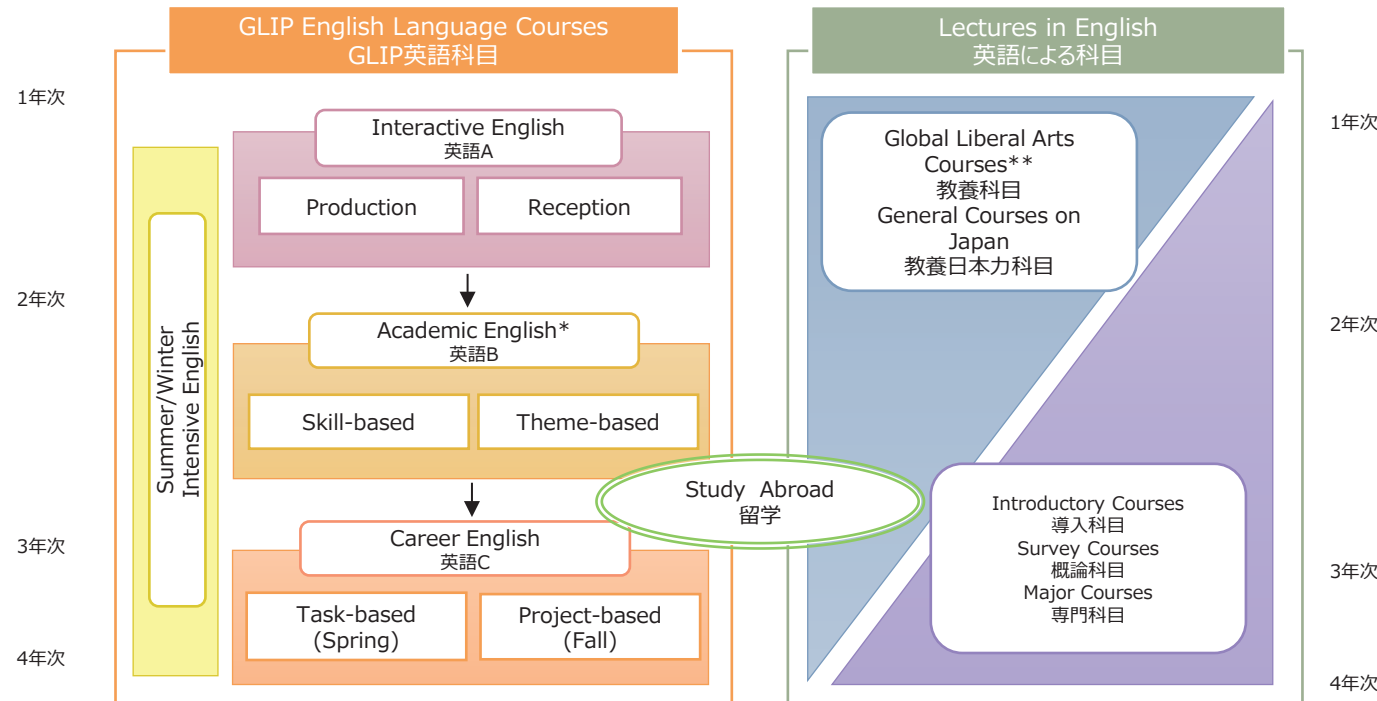 GLIP English Language Courses
GLIP英語科目
1年次
2年次
3年次
4年次
Summer/Winter
Intensive English
Interactive English
英語A
Production
Reception
Academic English*
英語B
Skill-based
Theme-based
Career English
英語C
Task-based
(Spring)
Project-based
(Fall)
Study Abroad
留学
Lectures in English
英語による科目
Global Liberal Arts
Courses**
教養科目
General Courses on
Japan
教養日本力科目
Introductory Courses
導入科目
Survey Courses
概論科目
Major Courses
専門科目
1年次
2年次
3年次
4年次